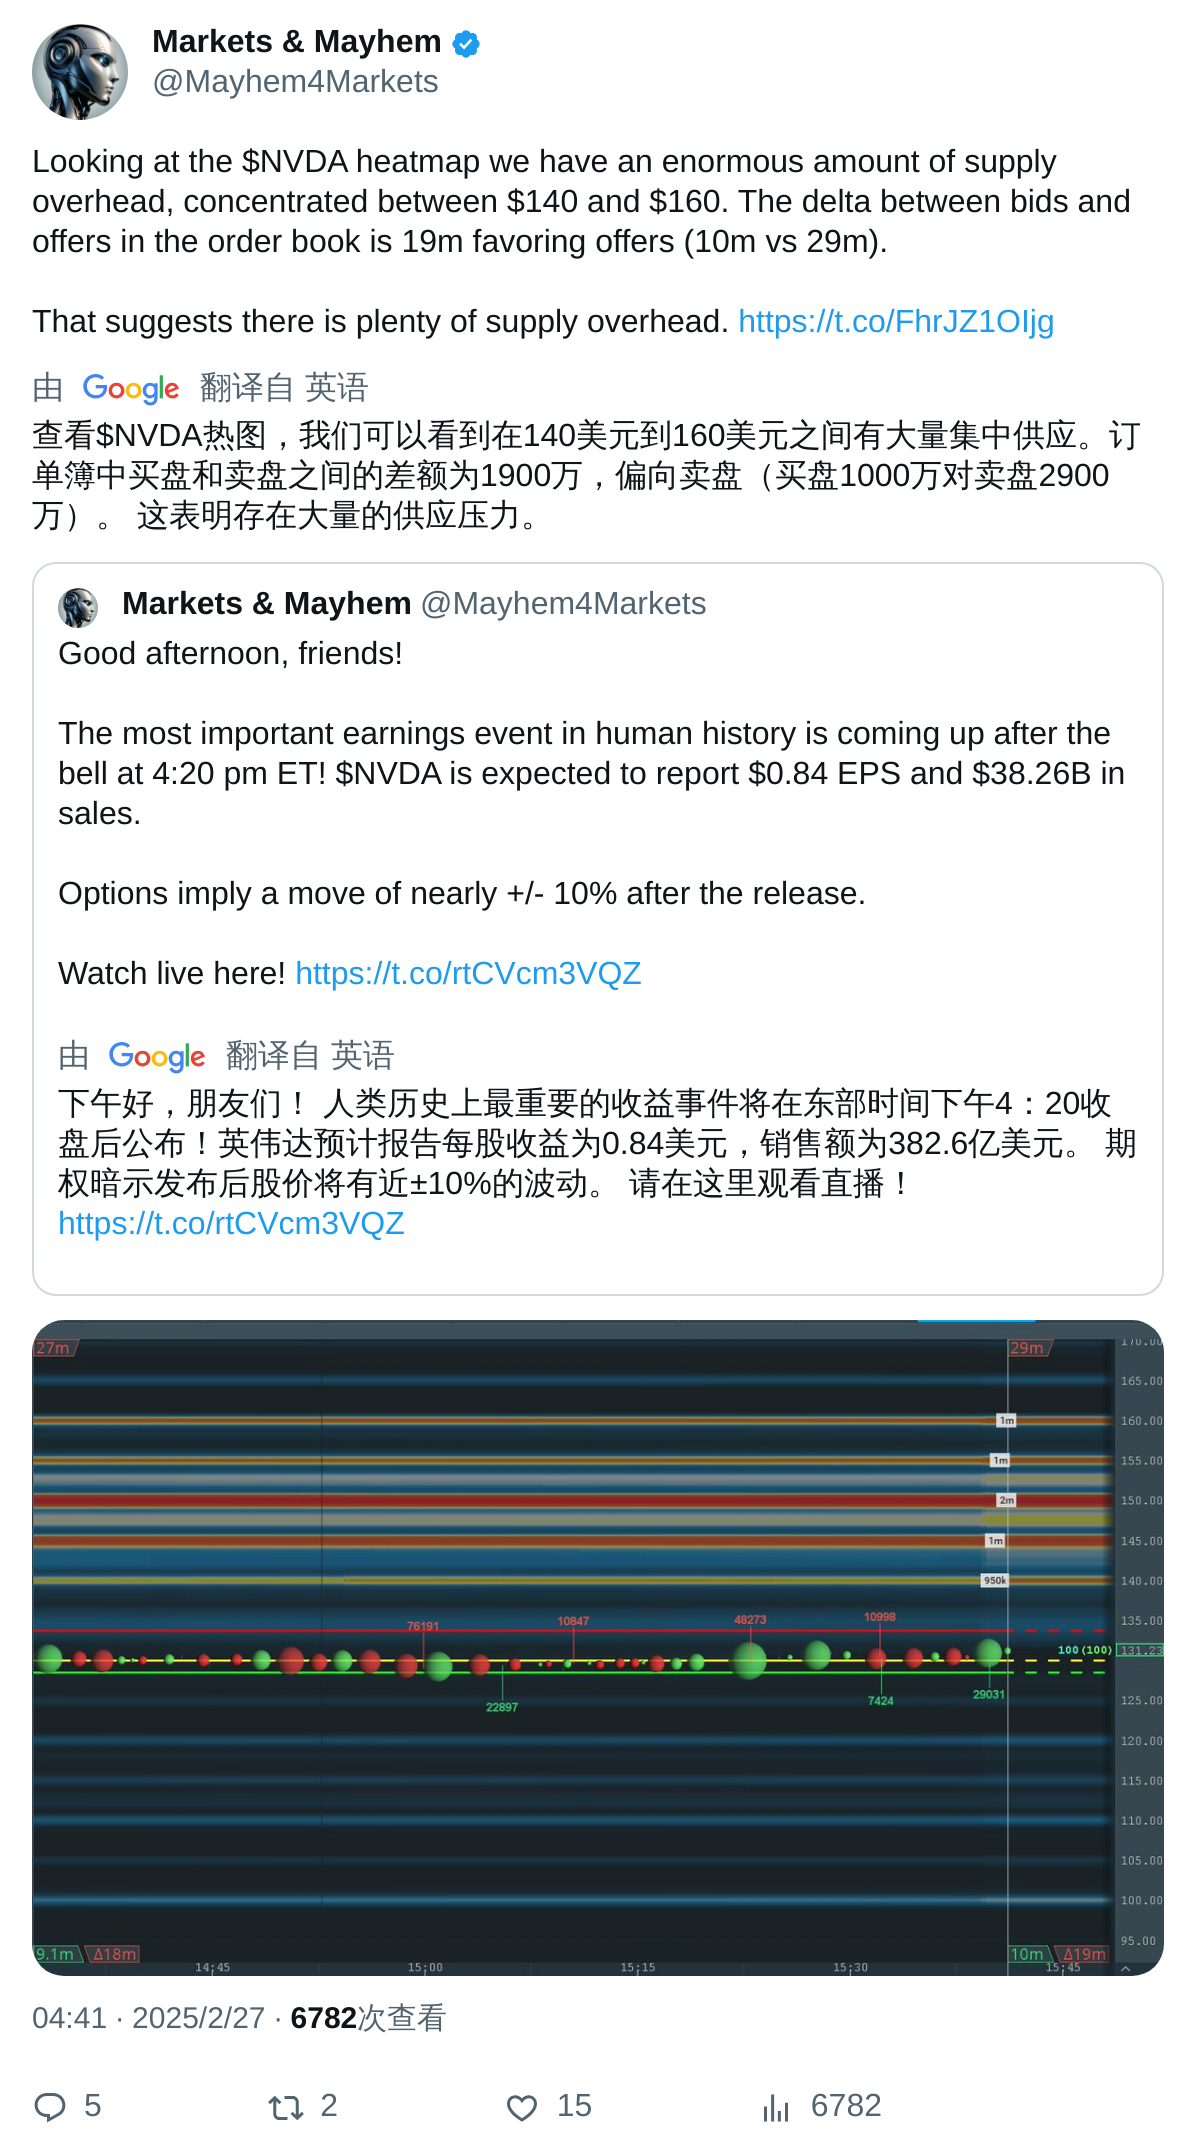 Markets & Mayhem
@Mayhem4Markets
Looking at the $NVDA heatmap we have an enormous amount of supply
overhead, concentrated between $140 and $160. The delta between bids and
offers in the order book is 19m favoring offers (10m vs 29m).
That suggests there is plenty of supply overhead. https://t.co/FhrJZ1OIjg
由 Google 翻译自 英语
查看$NVDA热图，我们可以看到在140美元到160美元之间有大量集中供应。订
单簿中买盘和卖盘之间的差额为1900万，偏向卖盘（买盘1000万对卖盘2900
万）。 这表明存在大量的供应压力。
Markets & Mayhem @Mayhem4Markets
Good afternoon, friends!
The most important earnings event in human history is coming up after the
bell at 4:20 pm ET! $NVDA is expected to report $0.84 EPS and $38.26B in
sales.
Options imply a move of nearly +/- 10% after the release.
Watch live here! https://t.co/rtCVcm3VQZ
由 Google 翻译自 英语
下午好，朋友们！ 人类历史上最重要的收益事件将在东部时间下午4：20收
盘后公布！英伟达预计报告每股收益为0.84美元，销售额为382.6亿美元。 期
权暗示发布后股价将有近±10%的波动。 请在这里观看直播！
https://t.co/rtCVcm3VQZ
27m 29m 170.00
165.00
1m 160.00
1m 155.00
2m 150.00
1m 145.00
950k 140.00
76191 10847 48273 10998 135.00
100 (100) 131.23
22897 7424 29031 125.00
120.00
115.00
110.00
105.00
100.00
9.1m Δ18m 10m Δ19m 95.00
14:45 15:00 15:15 15:30 15:45
04:41 · 2025/2/27 · 6782次查看
5 2 15 6782